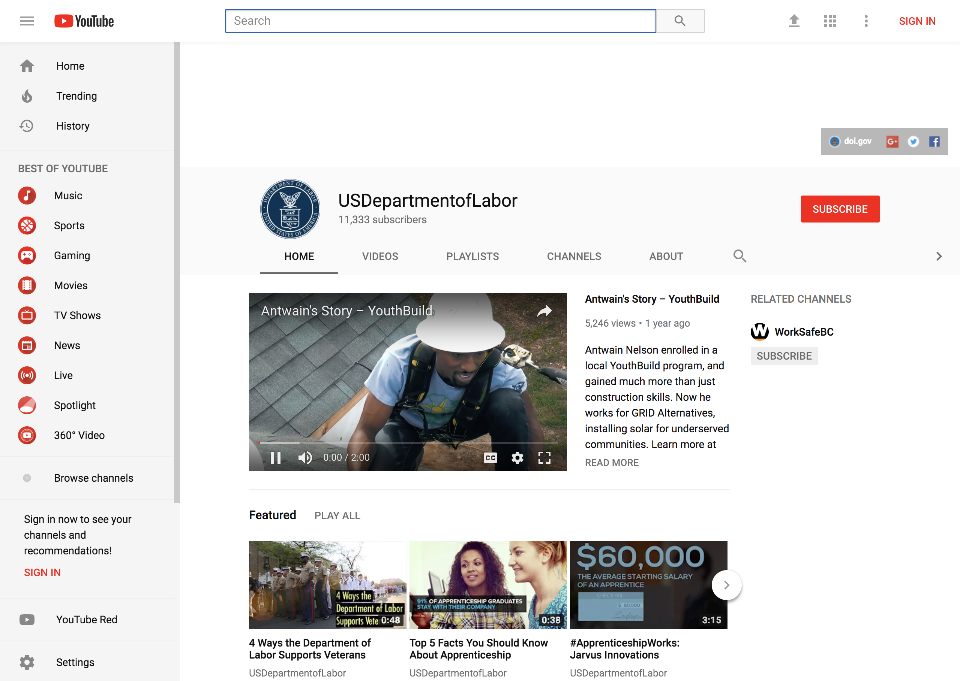 YouTube
Search
SIGN IN
Home
Trending
History
BEST OF YOUTUBE
Music
Sports
Gaming
Movies
TV Shows
News
Live
Spotlight
360° Video
Browse channels
Sign in now to see your
channels and
recommendations!
SIGN IN
YouTube Red
Settings
dol.gov
USDepartmentofLabor
11,333 subscribers
SUBSCRIBE
HOME
VIDEOS
PLAYLISTS
CHANNELS
ABOUT
Antwain's Story – YouthBuild
0:00 / 2:00
CC
Antwain's Story – YouthBuild
5,246 views • 1 year ago
Antwain Nelson enrolled in a
local YouthBuild program, and
gained much more than just
construction skills. Now he
works for GRID Alternatives,
installing solar for underserved
communities. Learn more at
READ MORE
RELATED CHANNELS
WorkSafeBC
SUBSCRIBE
Featured
PLAY ALL
4 Ways the
Department of Labor
Supports Vete
0:48
4 Ways the Department of
Labor Supports Veterans
USDepartmentofLabor
91% OF APPRENTICESHIP GRADUATES
STAY WITH THEIR COMPANY
0:38
Top 5 Facts You Should Know
About Apprenticeship
USDepartmentofLabor
$60,000
THE AVERAGE STARTING SALARY
OF AN APPRENTICE
3:15
#ApprenticeshipWorks:
Jarvus Innovations
USDepartmentofLabor